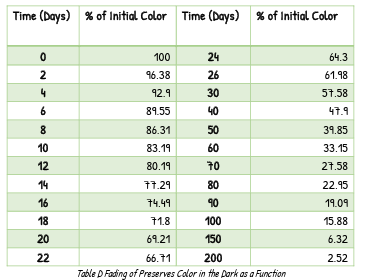 Time (Days) % of Initial Color Time (Days) % of Initial Color
0 100 24 64.3
2 96.38 26 61.98
4 92.9 30 57.58
6 89.55 40 47.9
8 86.31 50 39.85
10 83.19 60 33.15
12 80.19 70 27.58
14 77.29 80 22.95
16 74.49 90 19.09
18 71.8 100 15.88
20 69.21 150 6.32
22 66.71 200 2.52
Table D Fading of Preserves Color in the Dark as a Function